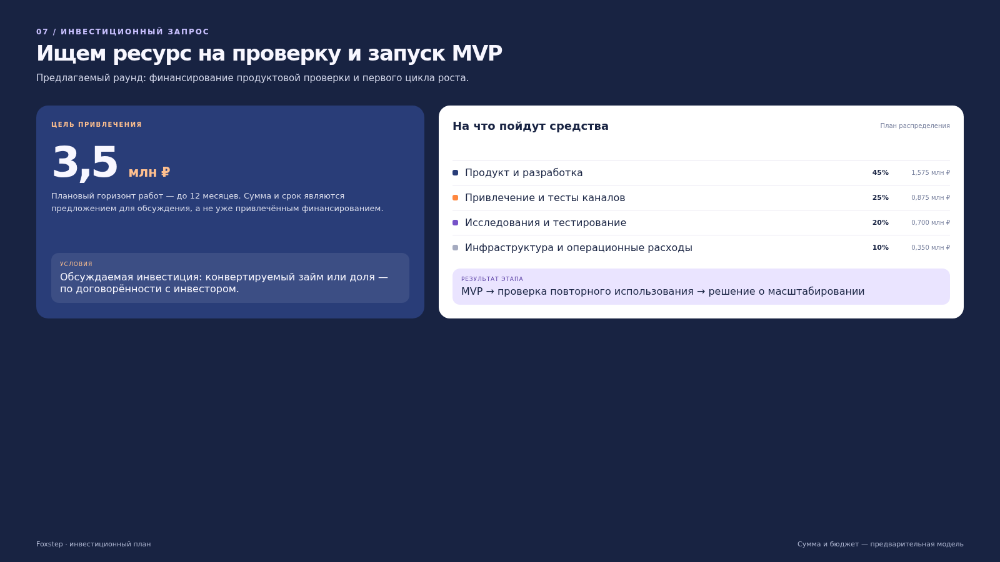 07 / ИНВЕСТИЦИОННЫЙ ЗАПРОС
Ищем ресурс на проверку и запуск MVP
Предлагаемый раунд: финансирование продуктовой проверки и первого цикла роста.
ЦЕЛЬ ПРИВЛЕЧЕНИЯ
3,5 млн ₽
Плановый горизонт работ — до 12 месяцев. Сумма и срок являются
предложением для обсуждения, а не уже привлечённым финансированием.
УСЛОВИЯ
Обсуждаемая инвестиция: конвертируемый займ или доля —
по договорённости с инвестором.
На что пойдут средства
План распределения
Продукт и разработка 45% 1,575 млн ₽
Привлечение и тесты каналов 25% 0,875 млн ₽
Исследования и тестирование 20% 0,700 млн ₽
Инфраструктура и операционные расходы 10% 0,350 млн ₽
РЕЗУЛЬТАТ ЭТАПА
MVP → проверка повторного использования → решение о масштабировании
Foxstep · инвестиционный план
Сумма и бюджет — предварительная модель